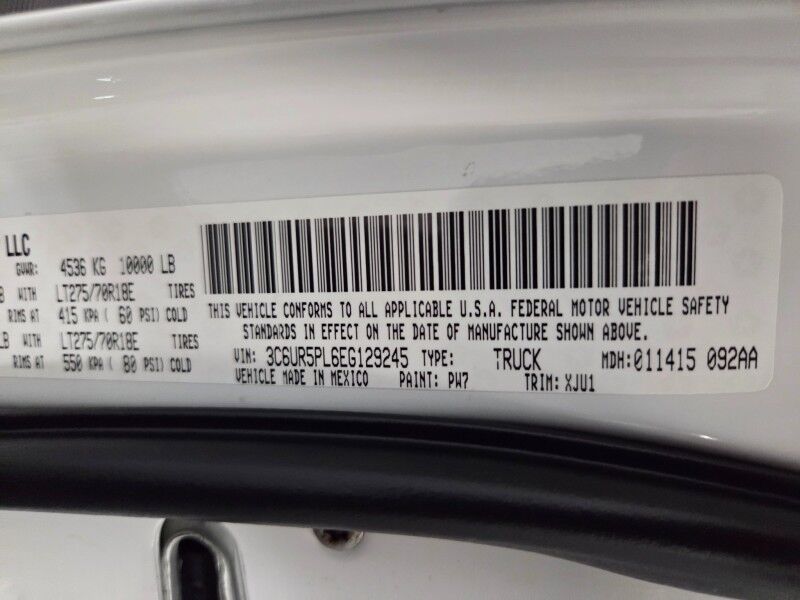 LLC
GVWR: 4536 KG 10000 LB
B WITH LT275/70R18E TIRES
RIMS AT 415 KPA ( 60 PSI) COLD
LB WITH LT275/70R18E TIRES
RIMS AT 550 KPA ( 80 PSI) COLD
THIS VEHICLE CONFORMS TO ALL APPLICABLE U.S.A. FEDERAL MOTOR VEHICLE SAFETY
STANDARDS IN EFFECT ON THE DATE OF MANUFACTURE SHOWN ABOVE.
VIN: 3C6UR5PL6EG129245 TYPE: TRUCK MDH:011415 092AA
VEHICLE MADE IN MEXICO PAINT: PW7 TRIM: XJU1